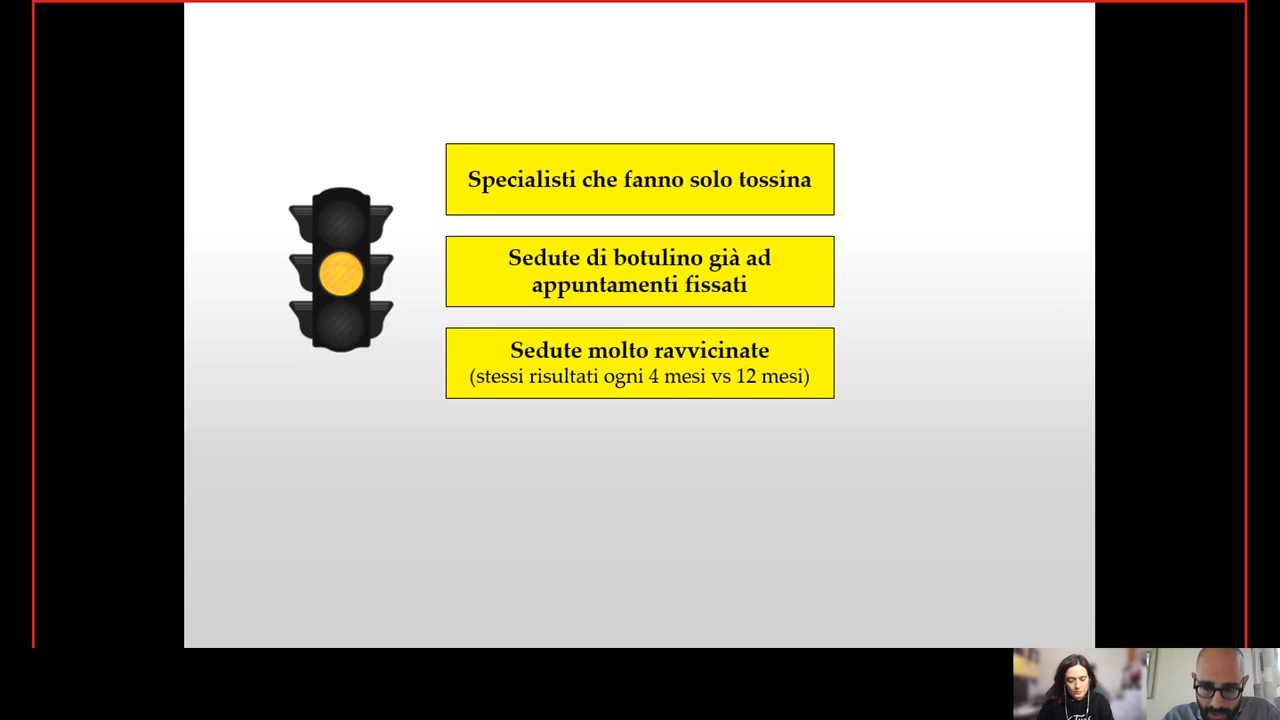 Specialisti che fanno solo tossina
Sedute di botulino già ad
appuntamenti fissati
Sedute molto ravvicinate
(stessi risultati ogni 4 mesi vs 12 mesi)